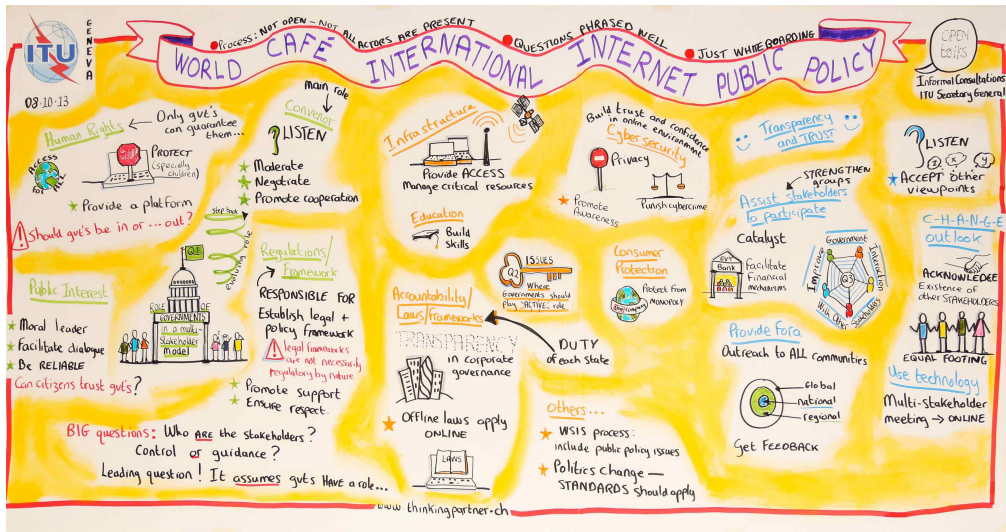 ITU
GENEVA
08·10·13
Process: NOT OPEN - NOT ALL ACTORS ARE PRESENT
QUESTIONS PHRASED WELL
JUST WHITEBOARDING
WORLD CAFÉ INTERNATIONAL INTERNET PUBLIC POLICY
OPEN talks
Informal Consultations
ITU Secretary General
Human Rights
Only gvt's
can guarantee
them...
ACCESS FOR ALL
PROTECT
(especially
children)
Provide a platform
Should gvt's be in or ... out?
main role
Convenor
LISTEN
Moderate
Negotiate
Promote cooperation
step back
evolving role
Public Interest
Moral leader
Facilitate dialogue
Be RELIABLE
Can citizens trust gvt's?
Q1
ROLE OF
GOVERNMENTS
in a multi-
stakeholder
MODEL
Regulations/
Framework
RESPONSIBLE FOR
Establish legal +
policy framework
legal frameworks
are not necessarily
regulatory by nature.
Promote support
Ensure respect.
BIG questions: Who ARE the stakeholders?
Control or guidance?
Leading question! It assumes gvts HAVE a role...
Infrastructure
Provide ACCESS
Manage critical resources
Education
Build
skills
Build trust and confidence
in online environment
Cybersecurity
Privacy
Promote
Awareness
Punish cybercrime
Q2
ISSUES
Where
Governments should
play "ACTIVE" role
Consumer
Protection
Protect from
MONOPOLY
Accountability/
Laws/Frameworks
DUTY
of each state
TRANSPARENCY
in corporate
governance
Offline laws apply
ONLINE
LAWS
Others...
WSIS process:
include public policy
issues
Politics change —
STANDARDS should apply
Transparency
and TRUST
STRENGTHEN
groups
Assist stakeholders
to participate
Catalyst
Bank
Facilitate
Financial
mechanisms
Improve
Government
Interaction
With Other
Stakeholders
Q3
Provide Fora
Outreach to ALL communities
Global
national
regional
Get FEEDBACK
LISTEN
ACCEPT other
viewpoints
C-H-A-N-G-E
outlook
ACKNOWLEDGE
Existence of
other STAKEHOLDERS
EQUAL FOOTING
Use technology
Multi-stakeholder
meeting → ONLINE
www.thinkingpartner.ch